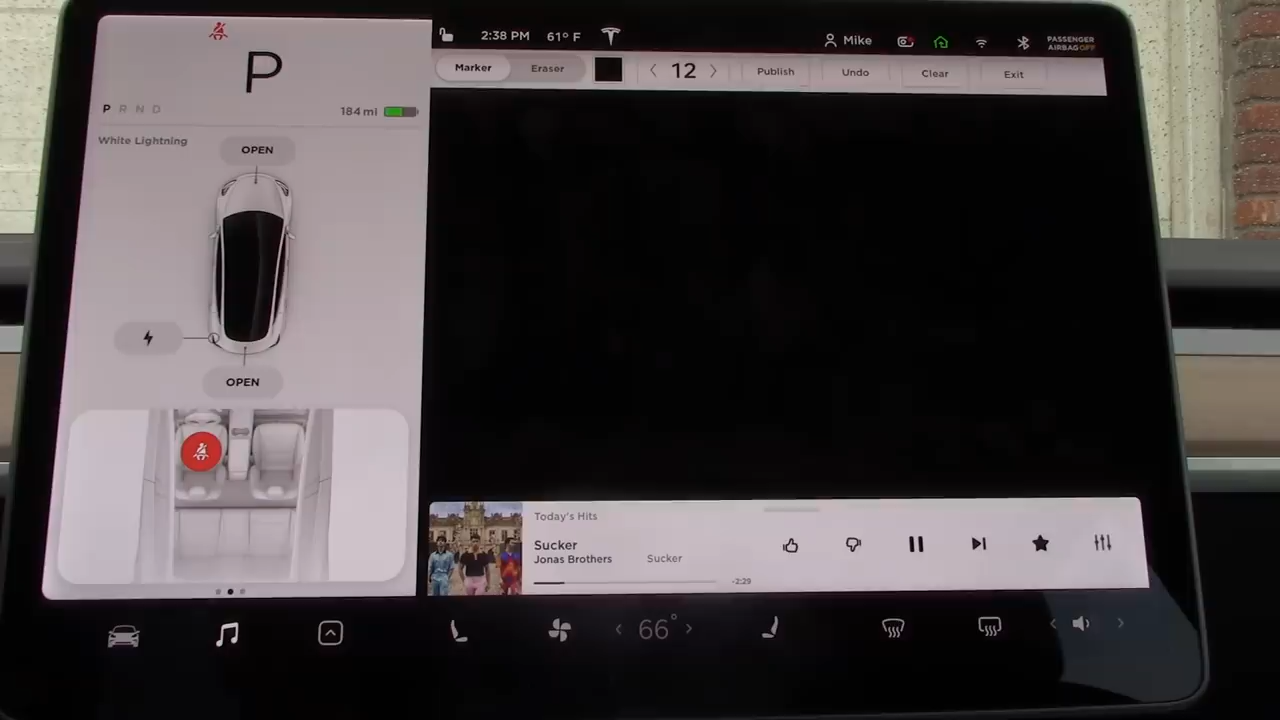 P
P R N D
184 mi
White Lightning
OPEN
OPEN
2:38 PM 61° F
Mike
PASSENGER
AIRBAG OFF
Marker Eraser 12 Publish Undo Clear Exit
Today's Hits
Sucker
Jonas Brothers Sucker
-2:29
66°